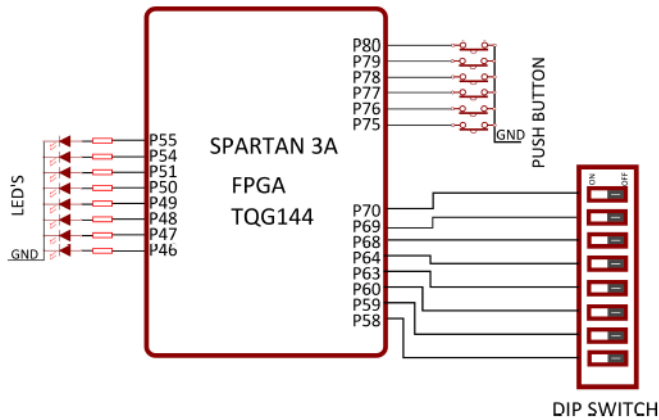 P80
P79
P78
P77
P76
P75
GND
PUSH BUTTON
P55
P54
P51
P50
P49
P48
P47
P46
LED'S
GND
SPARTAN 3A
FPGA
TQG144
P70
P69
P68
P64
P63
P60
P59
P58
ON
OFF
DIP SWITCH